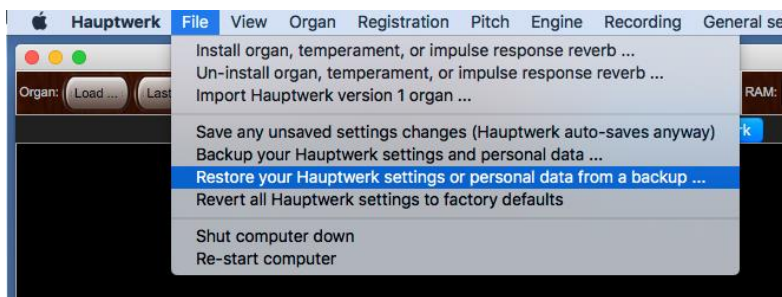 Hauptwerk File View Organ Registration Pitch Engine Recording General se
Install organ, temperament, or impulse response reverb ...
Un-install organ, temperament, or impulse response reverb ...
Organ: Load ... Last
Import Hauptwerk version 1 organ ...
RAM:
Save any unsaved settings changes (Hauptwerk auto-saves anyway)
rk
Backup your Hauptwerk settings and personal data ...
Restore your Hauptwerk settings or personal data from a backup ...
Revert all Hauptwerk settings to factory defaults
Shut computer down
Re-start computer